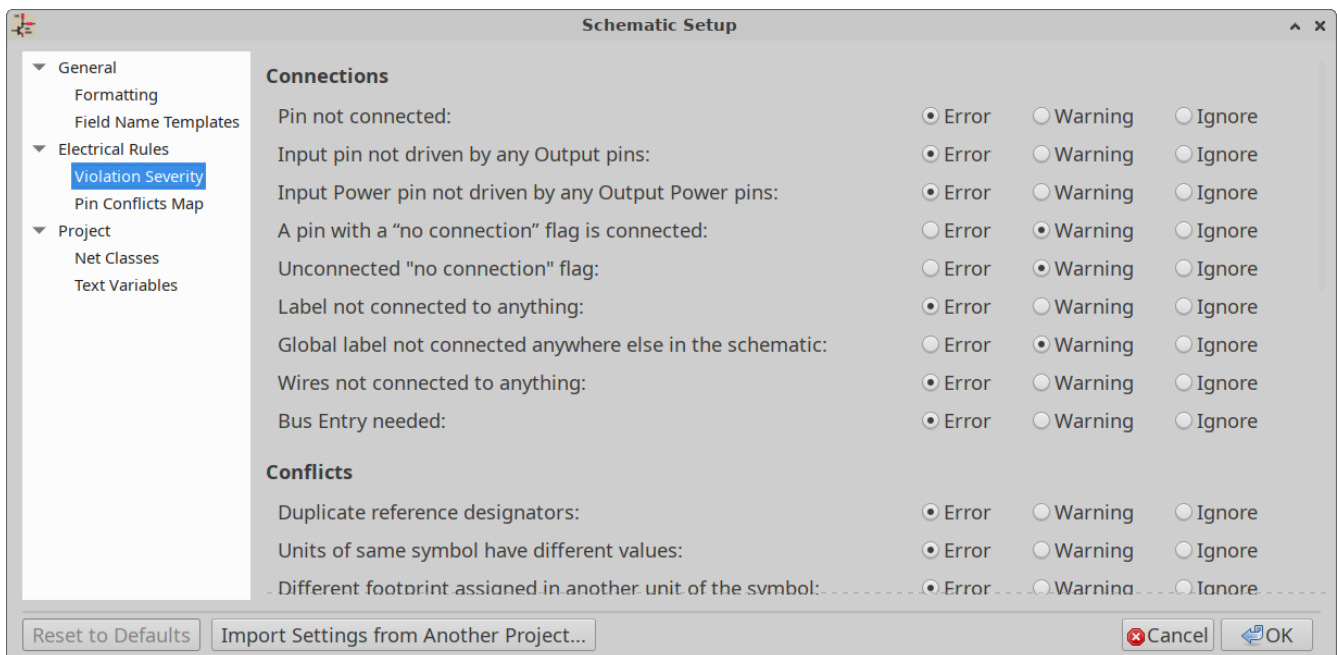 Schematic Setup
General
Formatting
Field Name Templates
Electrical Rules
Violation Severity
Pin Conflicts Map
Project
Net Classes
Text Variables
Connections
Pin not connected: Error Warning Ignore
Input pin not driven by any Output pins: Error Warning Ignore
Input Power pin not driven by any Output Power pins: Error Warning Ignore
A pin with a “no connection” flag is connected: Error Warning Ignore
Unconnected "no connection" flag: Error Warning Ignore
Label not connected to anything: Error Warning Ignore
Global label not connected anywhere else in the schematic: Error Warning Ignore
Wires not connected to anything: Error Warning Ignore
Bus Entry needed: Error Warning Ignore
Conflicts
Duplicate reference designators: Error Warning Ignore
Units of same symbol have different values: Error Warning Ignore
Different footprint assigned in another unit of the symbol: Error Warning Ignore
Reset to Defaults Import Settings from Another Project... Cancel OK